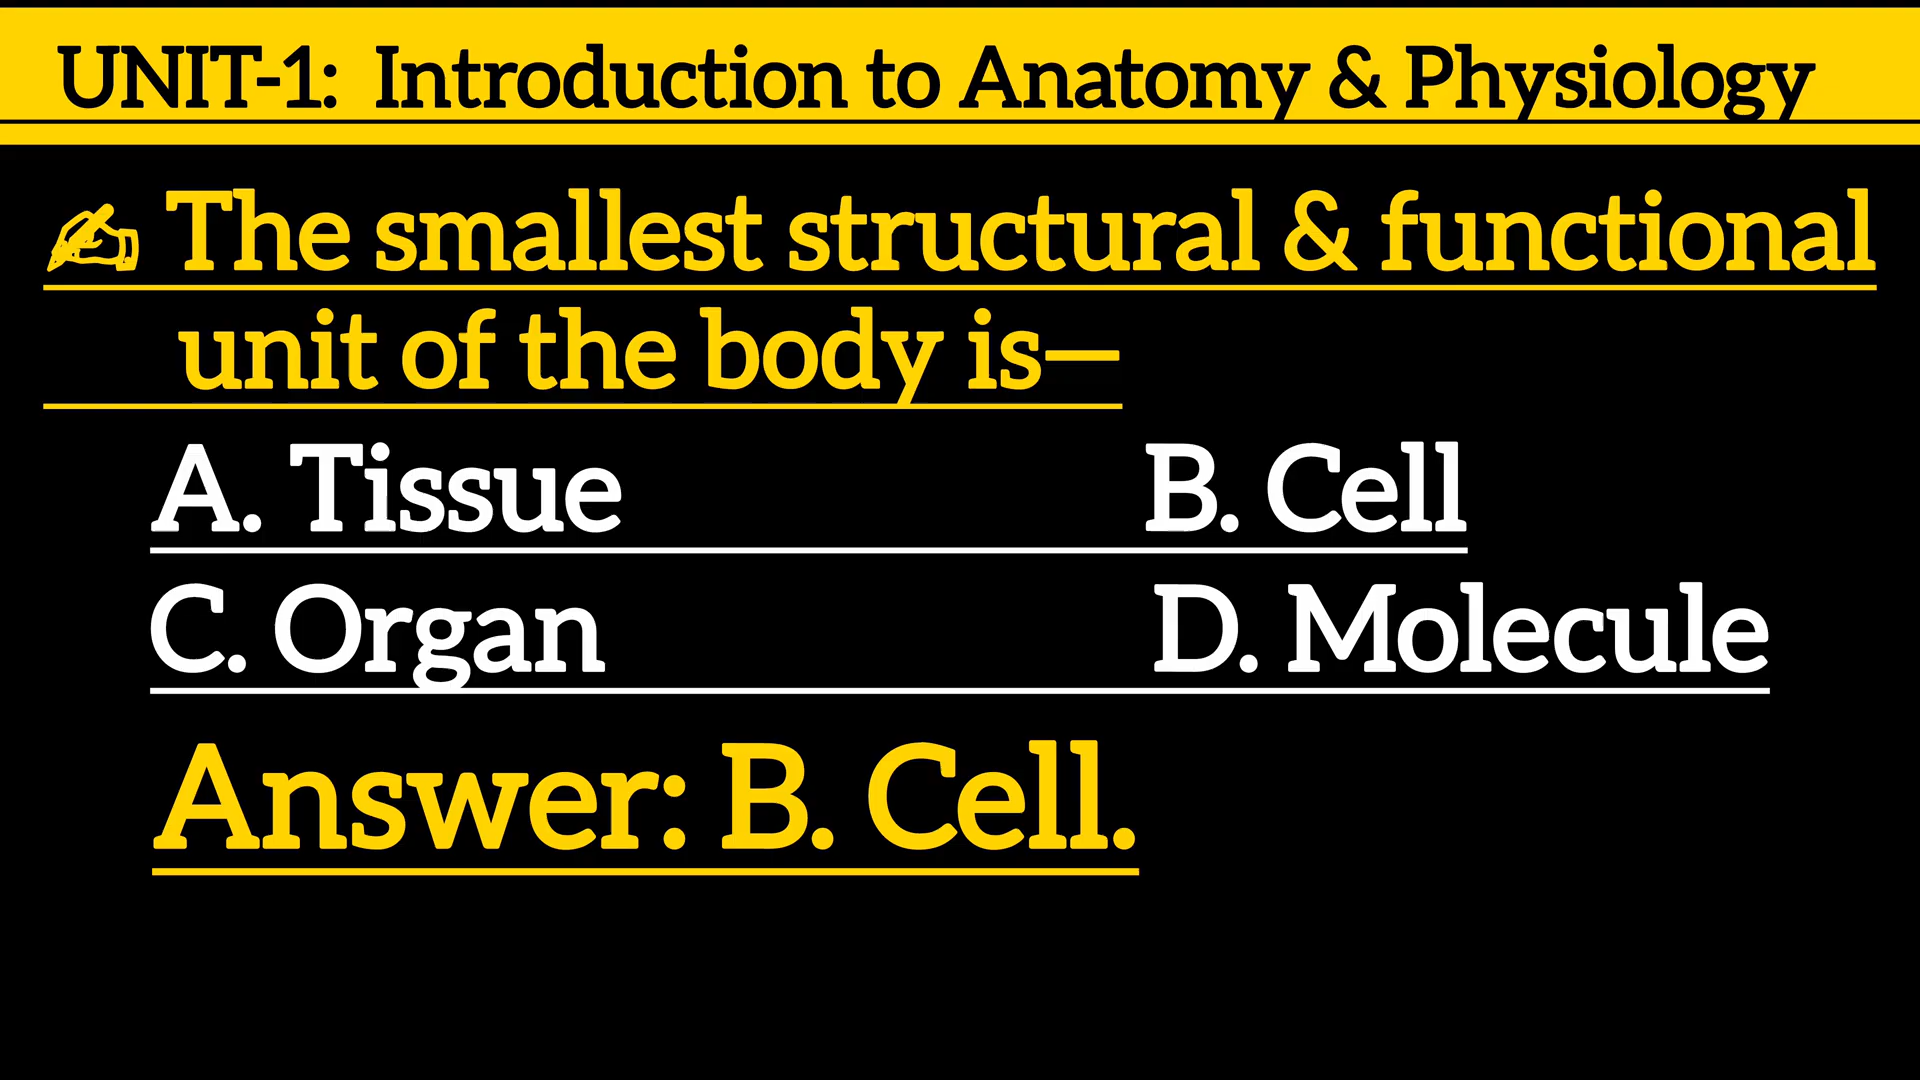 UNIT-1: Introduction to Anatomy & Physiology
✍ The smallest structural & functional
unit of the body is—
A. Tissue B. Cell
C. Organ D. Molecule
Answer: B. Cell.